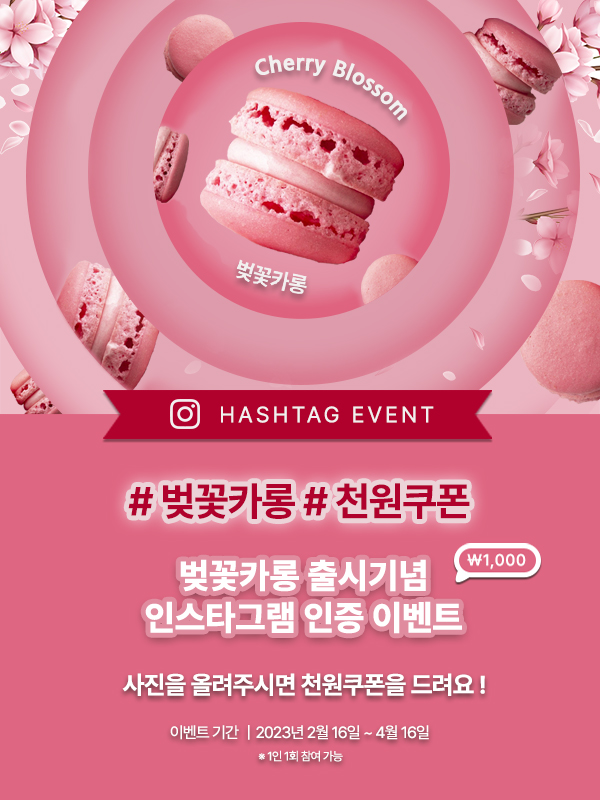 Cherry Blossom
벚꽃카롱
HASHTAG EVENT
# 벚꽃카롱 # 천원쿠폰
₩1,000
벚꽃카롱 출시기념
인스타그램 인증 이벤트
사진을 올려주시면 천원쿠폰을 드려요 !
이벤트 기간 | 2023년 2월 16일 ~ 4월 16일
※ 1인 1회 참여 가능